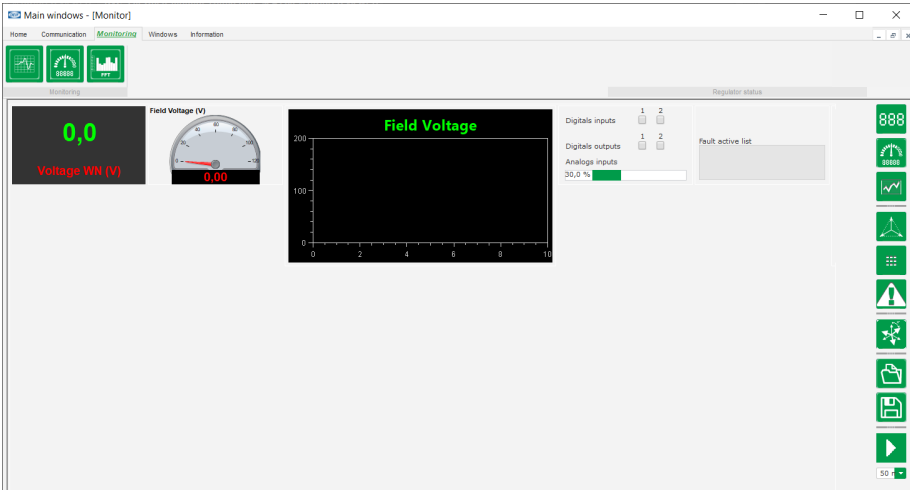 Main windows - [Monitor]
Home Communication Monitoring Windows Information
88888
FFT
Monitoring
Regulator status
0,0
Voltage WN (V)
Field Voltage (V)
0 20 40 60 80 100 120
0,00
Field Voltage
200
100
0
0 2 4 6 8 10
1 2
Digitals inputs
1 2
Digitals outputs
Analogs inputs
30,0 %
Fault active list
888
88888